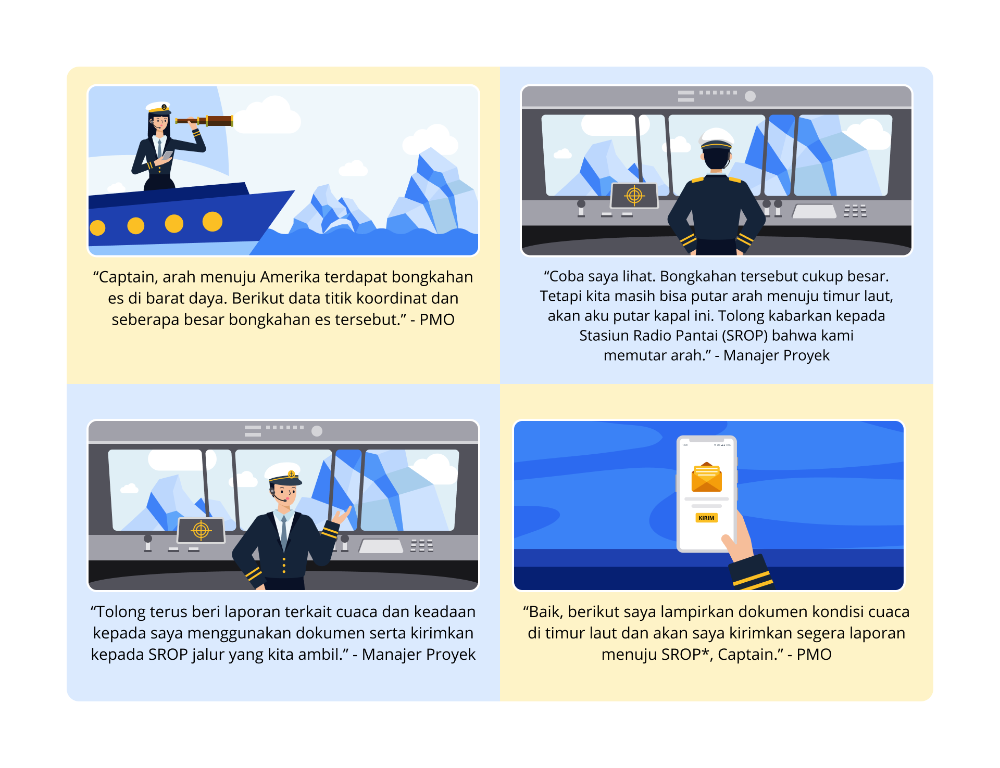 “Captain, arah menuju Amerika terdapat bongkahan
es di barat daya. Berikut data titik koordinat dan
seberapa besar bongkahan es tersebut.” - PMO
“Coba saya lihat. Bongkahan tersebut cukup besar.
Tetapi kita masih bisa putar arah menuju timur laut,
akan aku putar kapal ini. Tolong kabarkan kepada
Stasiun Radio Pantai (SROP) bahwa kami
memutar arah.” - Manajer Proyek
“Tolong terus beri laporan terkait cuaca dan keadaan
kepada saya menggunakan dokumen serta kirimkan
kepada SROP jalur yang kita ambil.” - Manajer Proyek
KIRIM
“Baik, berikut saya lampirkan dokumen kondisi cuaca
di timur laut dan akan saya kirimkan segera laporan
menuju SROP*, Captain.” - PMO